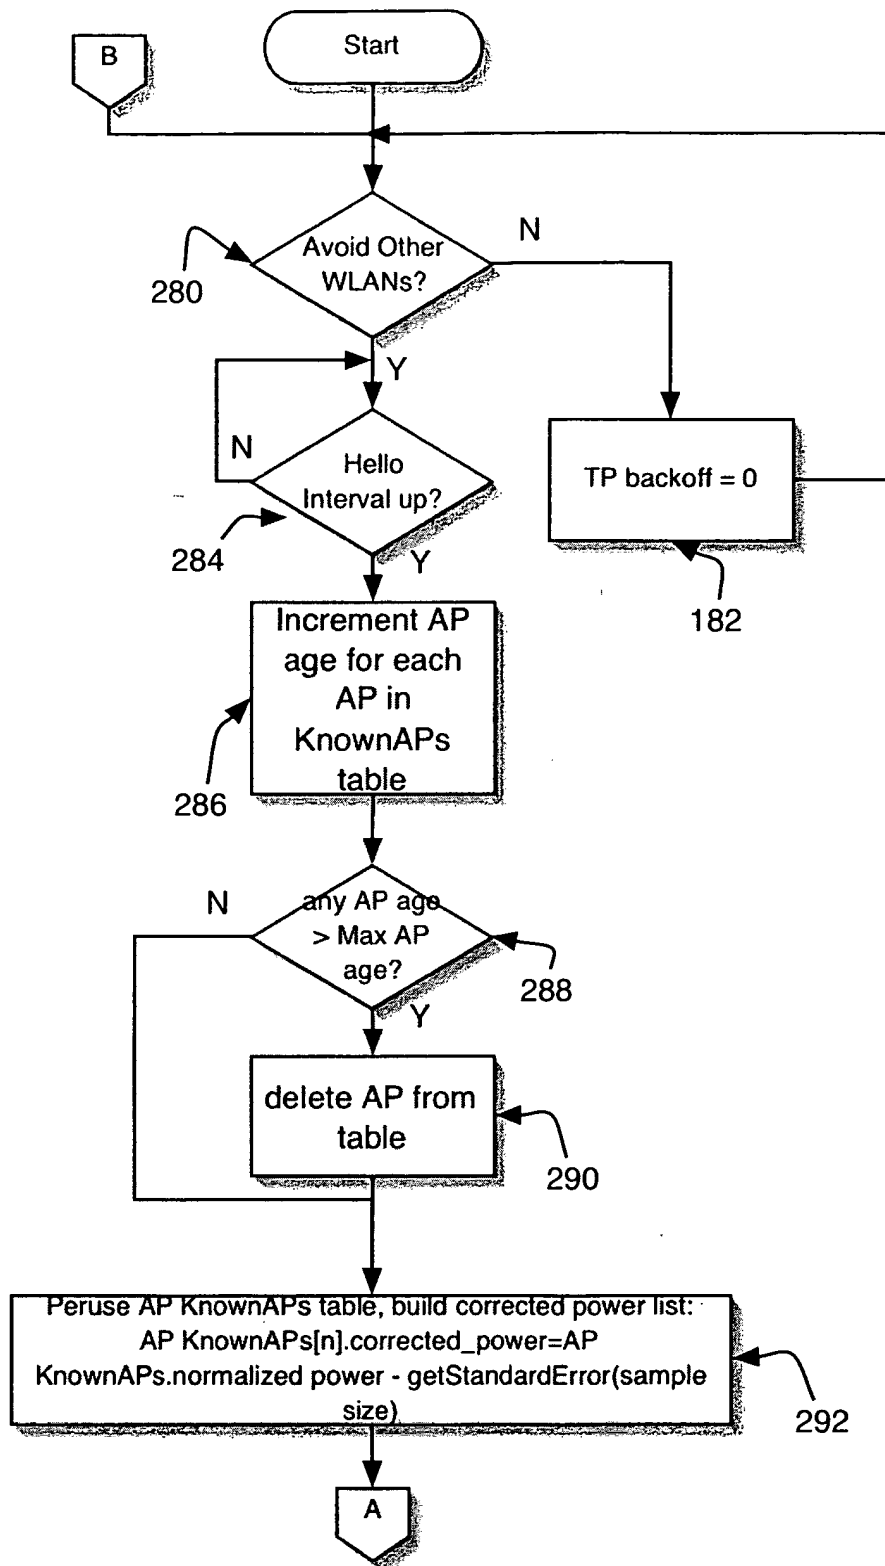 B
Start
Avoid Other
WLANs?
N
280
Y
N
Hello
Interval up?
TP backoff = 0
284
Y
182
Increment AP
age for each
AP in
KnownAPs
table
286
N
any AP age
> Max AP
age?
288
Y
delete AP from
table
290
Peruse AP KnownAPs table, build corrected power list:
AP KnownAPs[n].corrected_power=AP
KnownAPs.normalized power - getStandardError(sample
size)
292
A